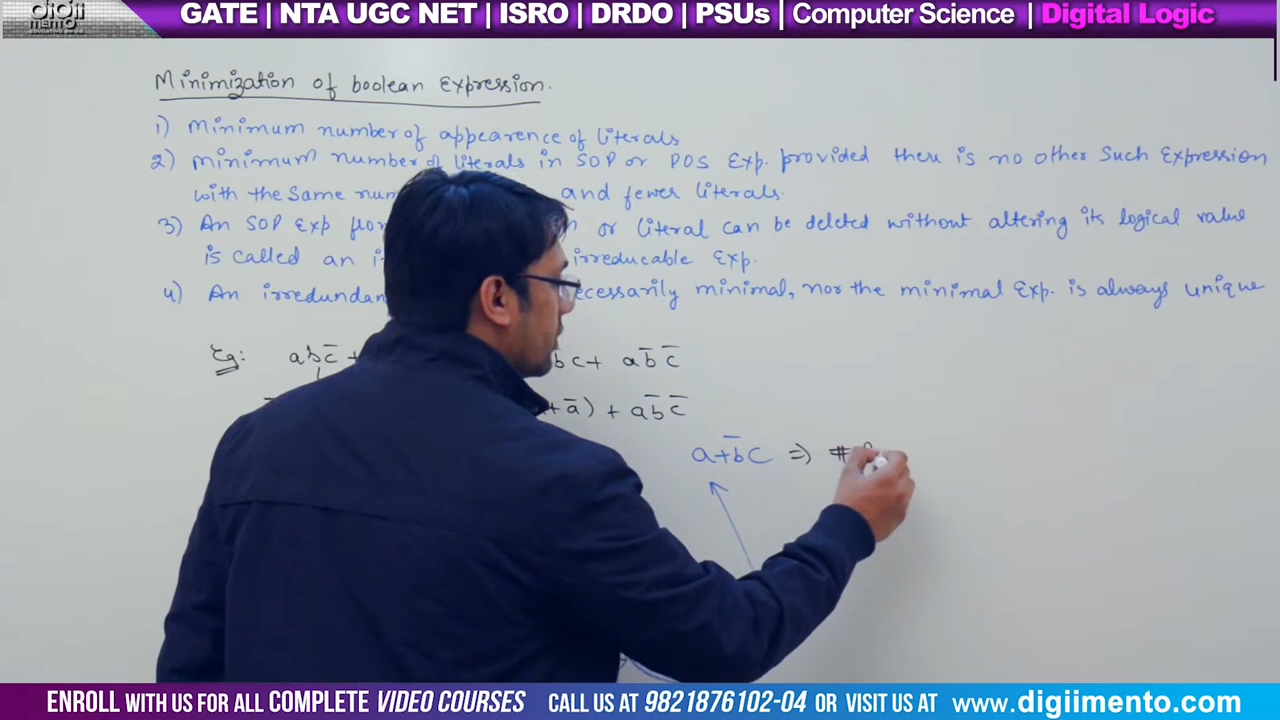 digii
mento
GATE | NTA UGC NET | ISRO | DRDO | PSUs | Computer Science | Digital Logic
Minimization of boolean Expression.
1) Minimum number of appearence of literals
2) Minimum number of literals in SOP or POS Exp. provided there is no other Such Expression
with the Same and fewer literals.
3) An SOP Exp or literal can be deleted without altering its logical value
is called an irreducable Exp.
4) An minimal, nor the minimal Exp. is always unique
Eg: abc̅ + bc + ab̅c̅
+a̅) + ab̅c̅
a+b̅c ⇒ #
ENROLL WITH US FOR ALL COMPLETE VIDEO COURSES CALL US AT 9821876102-04 OR VISIT US AT www.digiimento.com